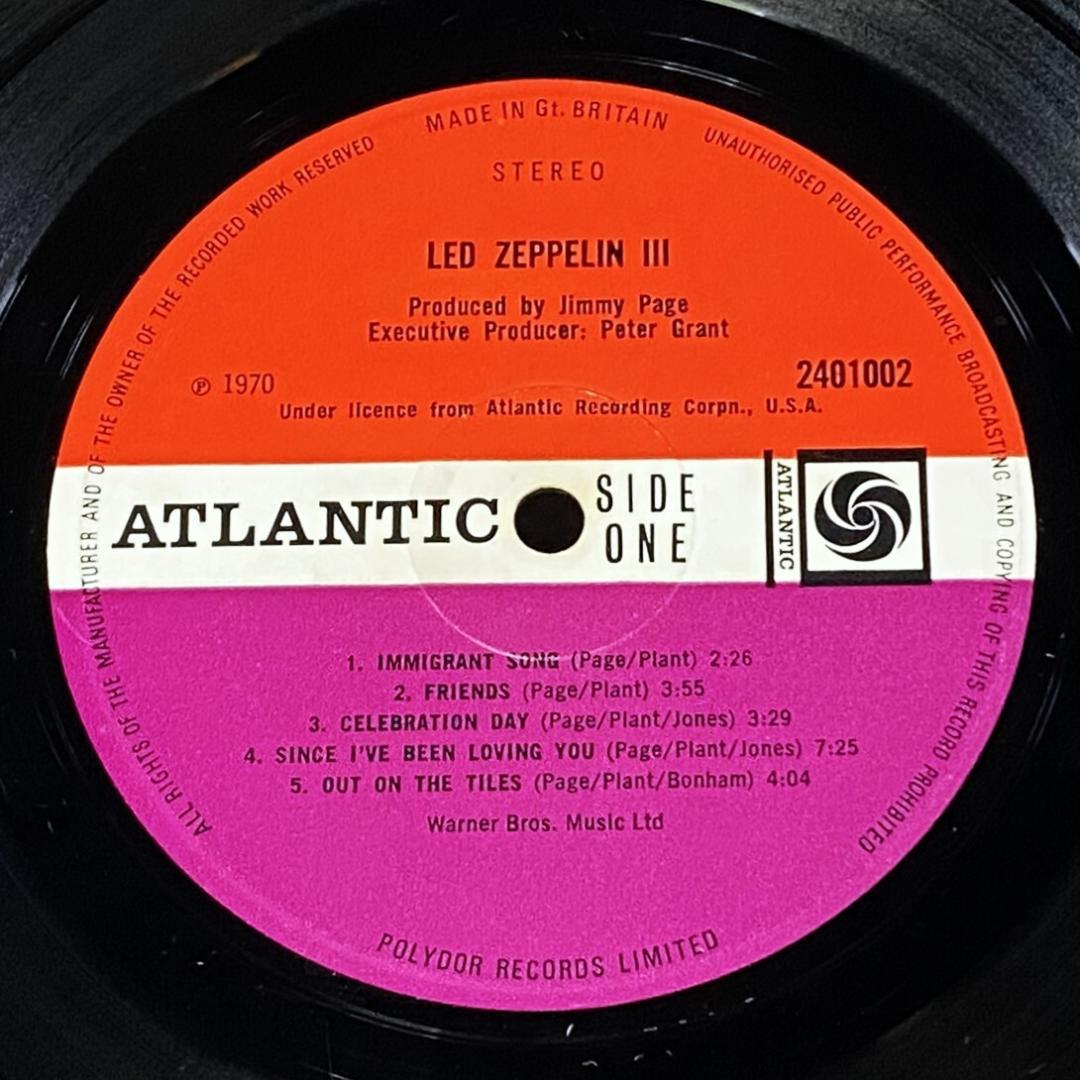 MADE IN Gt. BRITAIN
ALL RIGHTS OF THE MANUFACTURER AND OF THE OWNER OF THE RECORDED WORK RESERVED
UNAUTHORISED PUBLIC PERFORMANCE BROADCASTING AND COPYING OF THIS RECORD PROHIBITED
STEREO
LED ZEPPELIN III
Produced by Jimmy Page
Executive Producer: Peter Grant
℗ 1970
2401002
Under licence from Atlantic Recording Corpn., U.S.A.
ATLANTIC
SIDE
ONE
ATLANTIC
1. IMMIGRANT SONG (Page/Plant) 2:26
2. FRIENDS (Page/Plant) 3:55
3. CELEBRATION DAY (Page/Plant/Jones) 3:29
4. SINCE I'VE BEEN LOVING YOU (Page/Plant/Jones) 7:25
5. OUT ON THE TILES (Page/Plant/Bonham) 4:04
Warner Bros. Music Ltd
POLYDOR RECORDS LIMITED